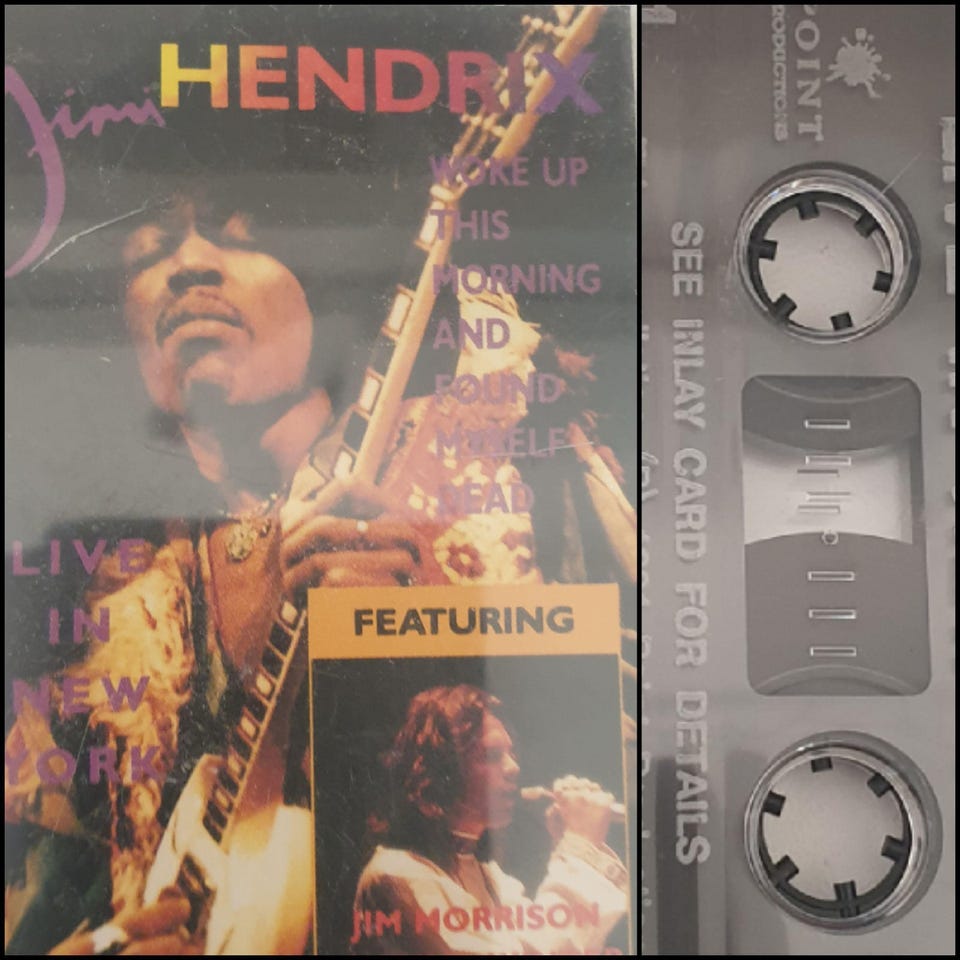 Jimi HENDRIX
WOKE UP
THIS
MORNING
AND
FOUND
MYSELF
DEAD
LIVE
IN
NEW
YORK
FEATURING
JIM MORRISON
POINT
PRODUCTIONS
SEE INLAY CARD FOR DETAILS